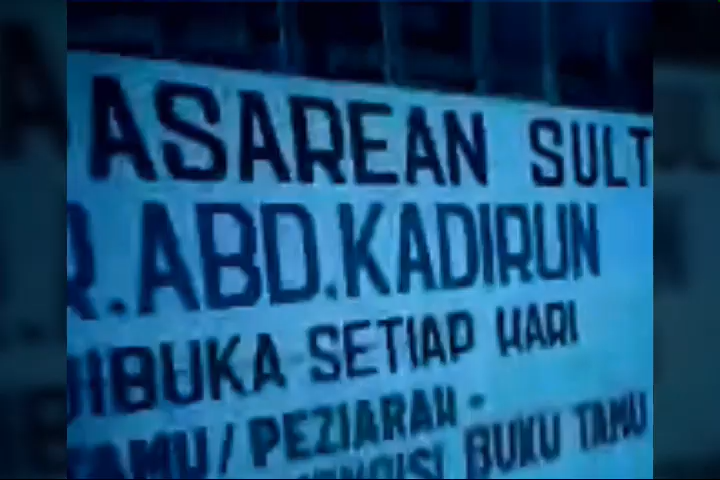 ASAREAN SULT
R.ABD.KADIRUN
DIBUKA SETIAP HARI
TAMU/PEZIARAH -
BUKU TAMU